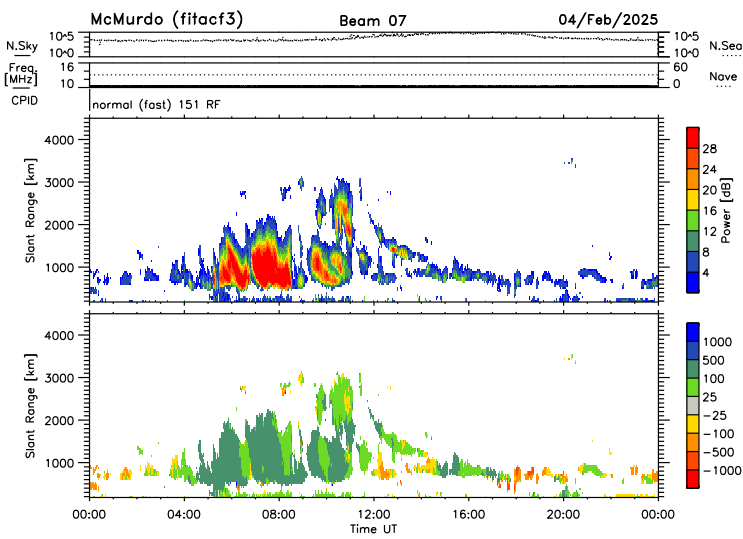 McMurdo (fitacf3) Beam 07 04/Feb/2025
N.Sky 10^5 10^0 10^5 10^0 N.Sea
Freq [MHz] 16 10 60 0 Nave
CPID normal (fast) 151 RF
Slant Range [km] 4000 3000 2000 1000
28 24 20 16 12 8 4 Power [dB]
Slant Range [km] 4000 3000 2000 1000
1000 500 100 25 -25 -100 -500 -1000
00:00 04:00 08:00 12:00 16:00 20:00 00:00
Time UT